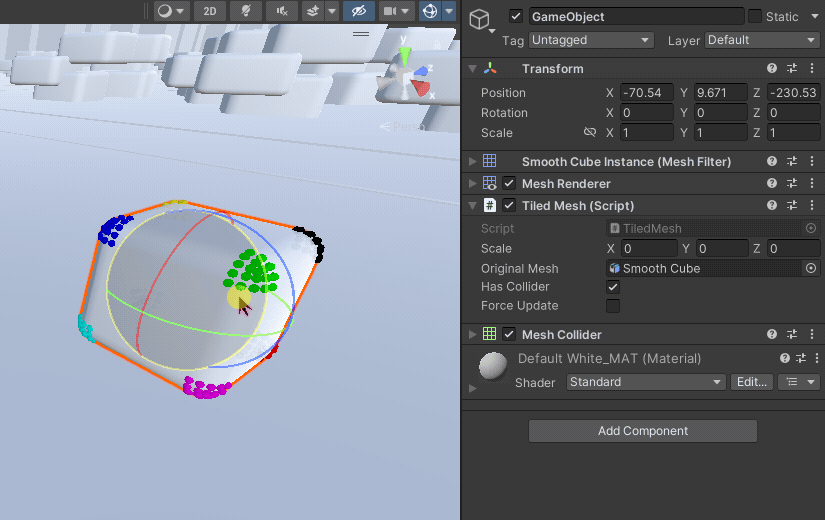 2D
y
z
x
Persp
GameObject
Static
Tag Untagged Layer Default
Transform
Position X -70.54 Y 9.671 Z -230.53
Rotation X 0 Y 0 Z 0
Scale X 1 Y 1 Z 1
Smooth Cube Instance (Mesh Filter)
Mesh Renderer
# Tiled Mesh (Script)
Script # TiledMesh
Scale X 0 Y 0 Z 0
Original Mesh Smooth Cube
Has Collider
Force Update
Mesh Collider
Default White_MAT (Material)
Shader Standard Edit...
Add Component